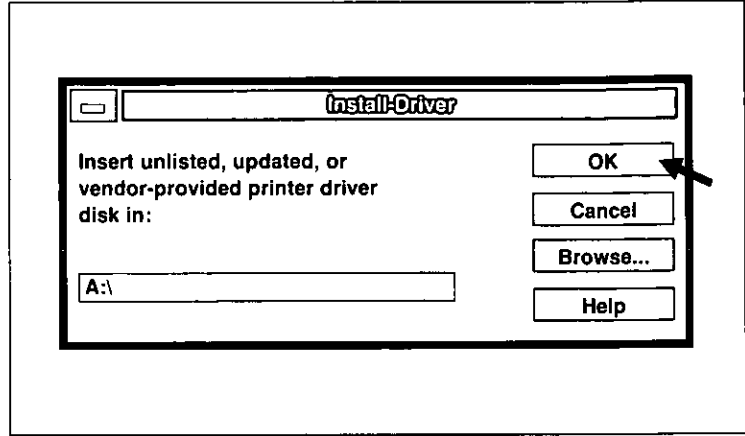 Install-Driver
Insert unlisted, updated, or
vendor-provided printer driver
disk in:
A:\
OK
Cancel
Browse...
Help